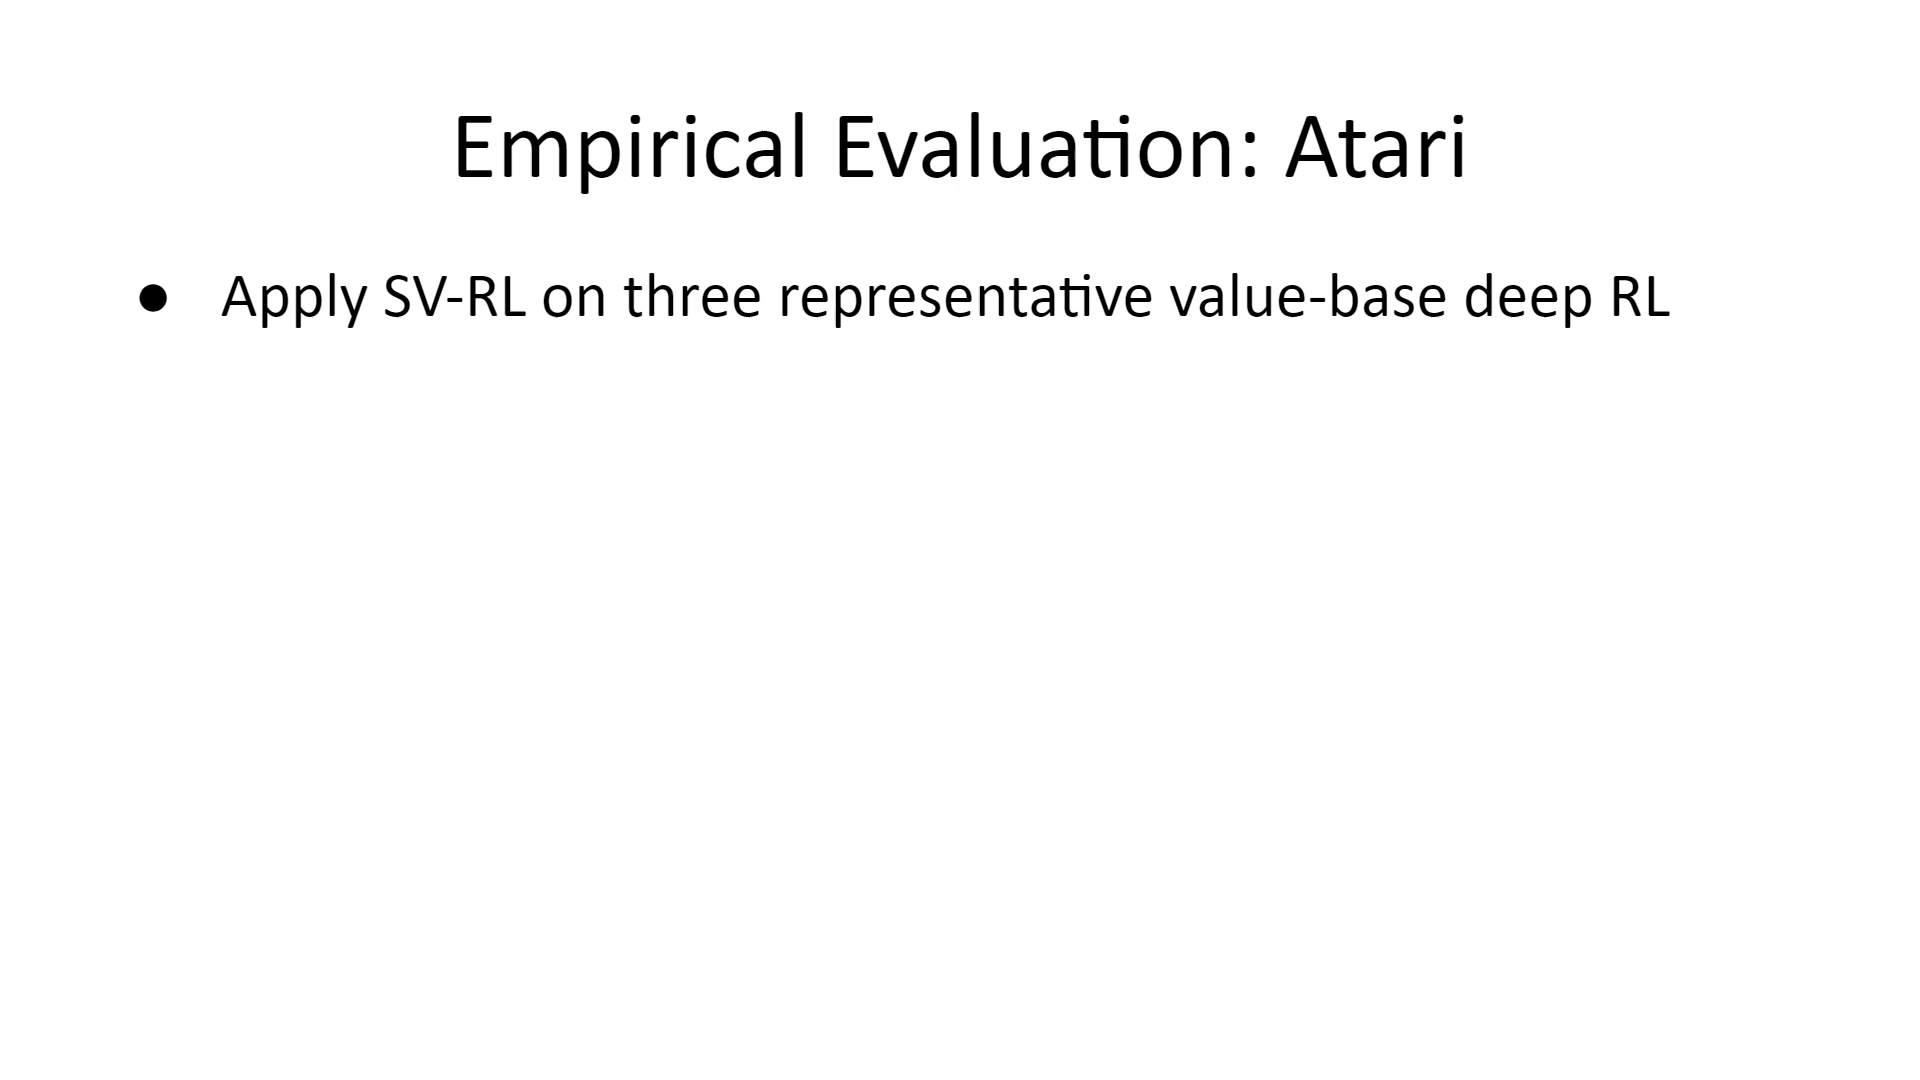 Empirical Evaluation: Atari
● Apply SV-RL on three representative value-base deep RL